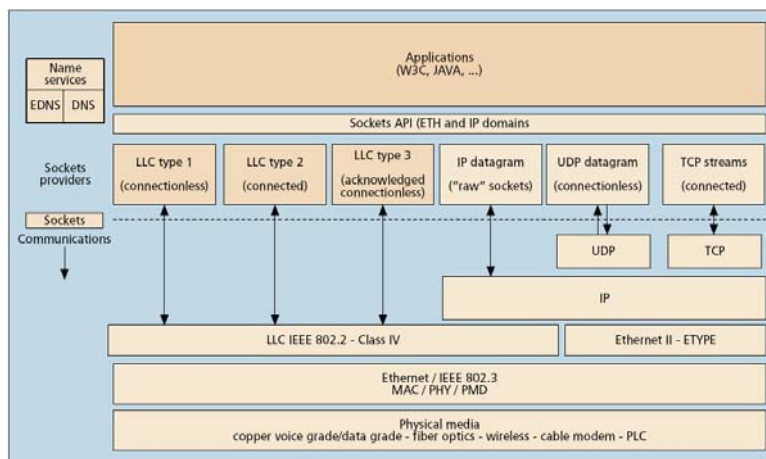 Applications
(W3C, JAVA, ...)
Name
services
EDNS
DNS
Sockets API (ETH and IP domains
Sockets
providers
LLC type 1
(connectionless)
LLC type 2
(connected)
LLC type 3
(acknowledged
connectionless)
IP datagram
("raw" sockets)
UDP datagram
(connectionless)
TCP streams
(connected)
Sockets
Communications
UDP
TCP
IP
LLC IEEE 802.2 - Class IV
Ethernet II - ETYPE
Ethernet / IEEE 802.3
MAC / PHY / PMD
Physical media
copper voice grade/data grade - fiber optics - wireless - cable modem - PLC